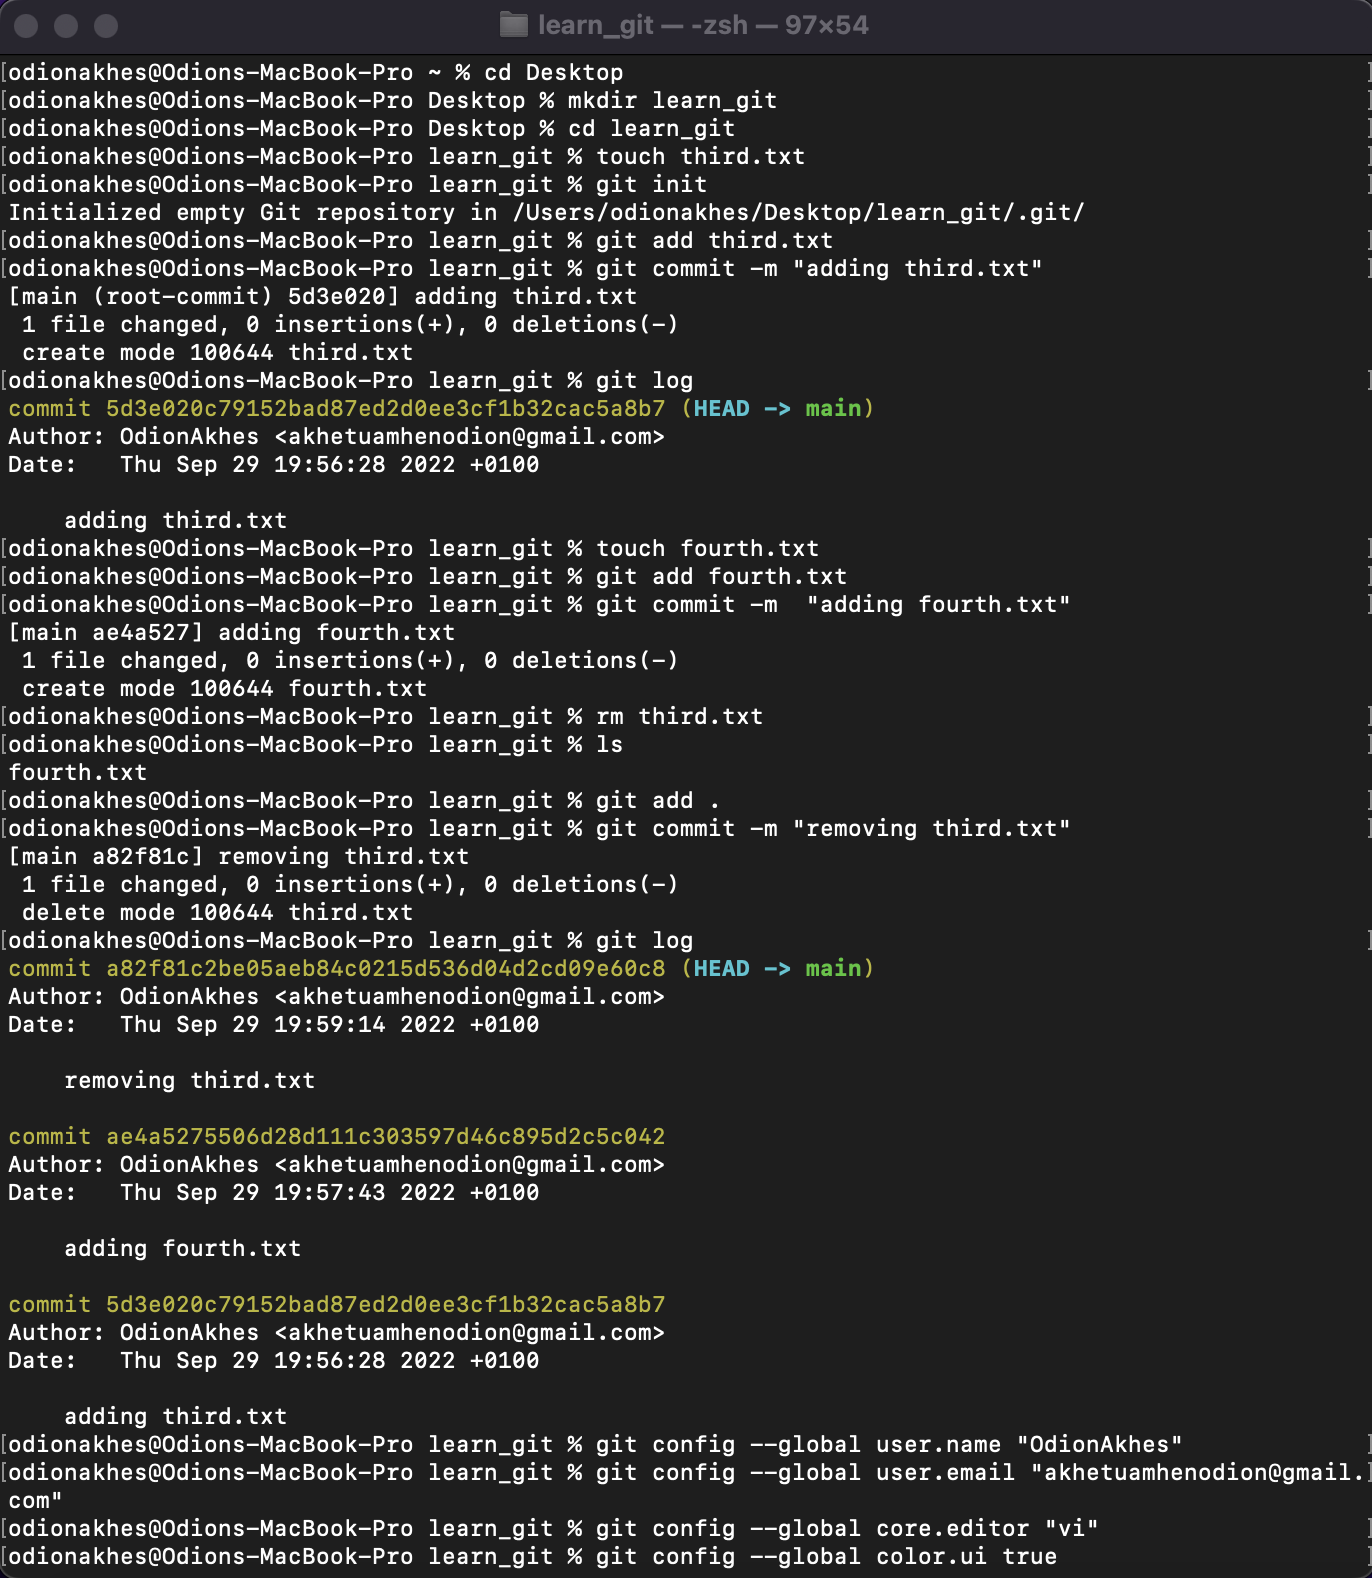 learn_git — -zsh — 97×54
[odionakhes@Odions-MacBook-Pro ~ % cd Desktop ]
[odionakhes@Odions-MacBook-Pro Desktop % mkdir learn_git ]
[odionakhes@Odions-MacBook-Pro Desktop % cd learn_git ]
[odionakhes@Odions-MacBook-Pro learn_git % touch third.txt ]
[odionakhes@Odions-MacBook-Pro learn_git % git init ]
Initialized empty Git repository in /Users/odionakhes/Desktop/learn_git/.git/
[odionakhes@Odions-MacBook-Pro learn_git % git add third.txt ]
[odionakhes@Odions-MacBook-Pro learn_git % git commit -m "adding third.txt" ]
[main (root-commit) 5d3e020] adding third.txt
 1 file changed, 0 insertions(+), 0 deletions(-)
 create mode 100644 third.txt
[odionakhes@Odions-MacBook-Pro learn_git % git log ]
commit 5d3e020c79152bad87ed2d0ee3cf1b32cac5a8b7 (HEAD -> main)
Author: OdionAkhes <akhetuamhenodion@gmail.com>
Date:   Thu Sep 29 19:56:28 2022 +0100
    adding third.txt
[odionakhes@Odions-MacBook-Pro learn_git % touch fourth.txt ]
[odionakhes@Odions-MacBook-Pro learn_git % git add fourth.txt ]
[odionakhes@Odions-MacBook-Pro learn_git % git commit -m  "adding fourth.txt" ]
[main ae4a527] adding fourth.txt
 1 file changed, 0 insertions(+), 0 deletions(-)
 create mode 100644 fourth.txt
[odionakhes@Odions-MacBook-Pro learn_git % rm third.txt ]
[odionakhes@Odions-MacBook-Pro learn_git % ls ]
fourth.txt
[odionakhes@Odions-MacBook-Pro learn_git % git add . ]
[odionakhes@Odions-MacBook-Pro learn_git % git commit -m "removing third.txt" ]
[main a82f81c] removing third.txt
 1 file changed, 0 insertions(+), 0 deletions(-)
 delete mode 100644 third.txt
[odionakhes@Odions-MacBook-Pro learn_git % git log ]
commit a82f81c2be05aeb84c0215d536d04d2cd09e60c8 (HEAD -> main)
Author: OdionAkhes <akhetuamhenodion@gmail.com>
Date:   Thu Sep 29 19:59:14 2022 +0100
    removing third.txt
commit ae4a5275506d28d111c303597d46c895d2c5c042
Author: OdionAkhes <akhetuamhenodion@gmail.com>
Date:   Thu Sep 29 19:57:43 2022 +0100
    adding fourth.txt
commit 5d3e020c79152bad87ed2d0ee3cf1b32cac5a8b7
Author: OdionAkhes <akhetuamhenodion@gmail.com>
Date:   Thu Sep 29 19:56:28 2022 +0100
    adding third.txt
[odionakhes@Odions-MacBook-Pro learn_git % git config --global user.name "OdionAkhes" ]
[odionakhes@Odions-MacBook-Pro learn_git % git config --global user.email "akhetuamhenodion@gmail.]
com"
[odionakhes@Odions-MacBook-Pro learn_git % git config --global core.editor "vi" ]
[odionakhes@Odions-MacBook-Pro learn_git % git config --global color.ui true ]